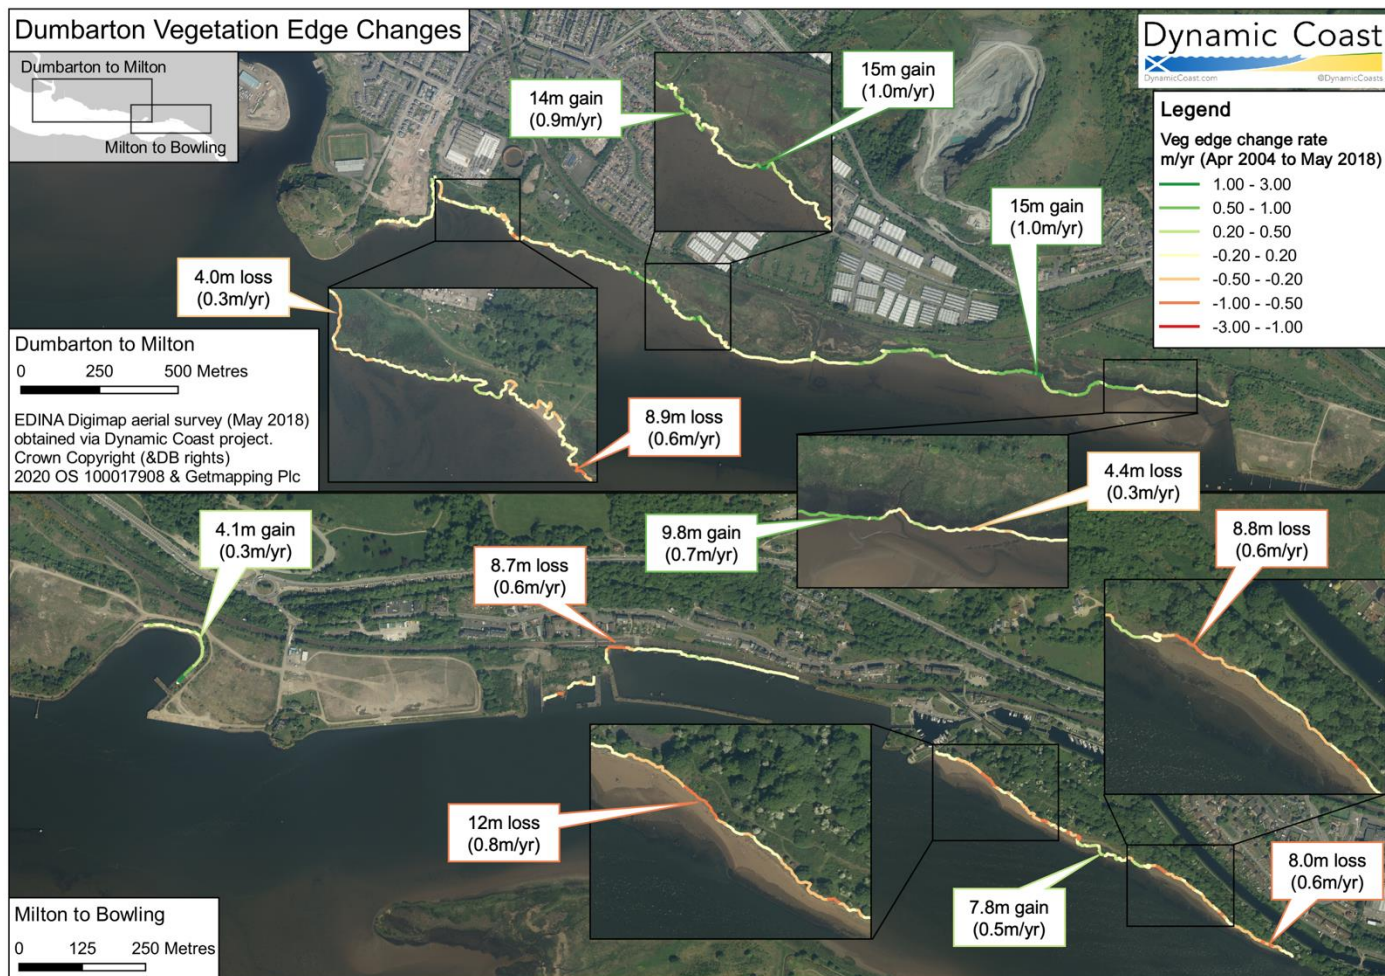 Dumbarton Vegetation Edge Changes
Dumbarton to Milton
Milton to Bowling
Dynamic Coast
DynamicCoast.com
@DynamicCoasts
Legend
Veg edge change rate
m/yr (Apr 2004 to May 2018)
1.00 - 3.00
0.50 - 1.00
0.20 - 0.50
-0.20 - 0.20
-0.50 - -0.20
-1.00 - -0.50
-3.00 - -1.00
14m gain
(0.9m/yr)
15m gain
(1.0m/yr)
15m gain
(1.0m/yr)
4.0m loss
(0.3m/yr)
8.9m loss
(0.6m/yr)
Dumbarton to Milton
0 250 500 Metres
EDINA Digimap aerial survey (May 2018)
obtained via Dynamic Coast project.
Crown Copyright (&DB rights)
2020 OS 100017908 & Getmapping Plc
4.4m loss
(0.3m/yr)
9.8m gain
(0.7m/yr)
4.1m gain
(0.3m/yr)
8.7m loss
(0.6m/yr)
8.8m loss
(0.6m/yr)
12m loss
(0.8m/yr)
7.8m gain
(0.5m/yr)
8.0m loss
(0.6m/yr)
Milton to Bowling
0 125 250 Metres